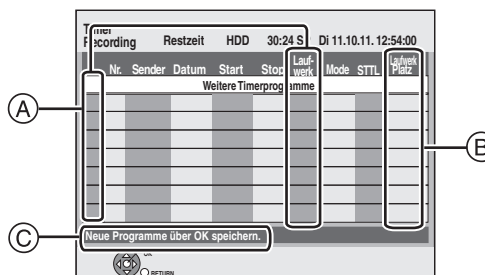 Timer
Recording Restzeit HDD 30:24 S Di 11.10.11. 12:54:00
Nr. Sender Datum Start Stop Lauf-werk Mode STTL Laufwerk Platz
Weitere Timerprogramme
A
B
C
Neue Programme über OK speichern.
OK
RETURN